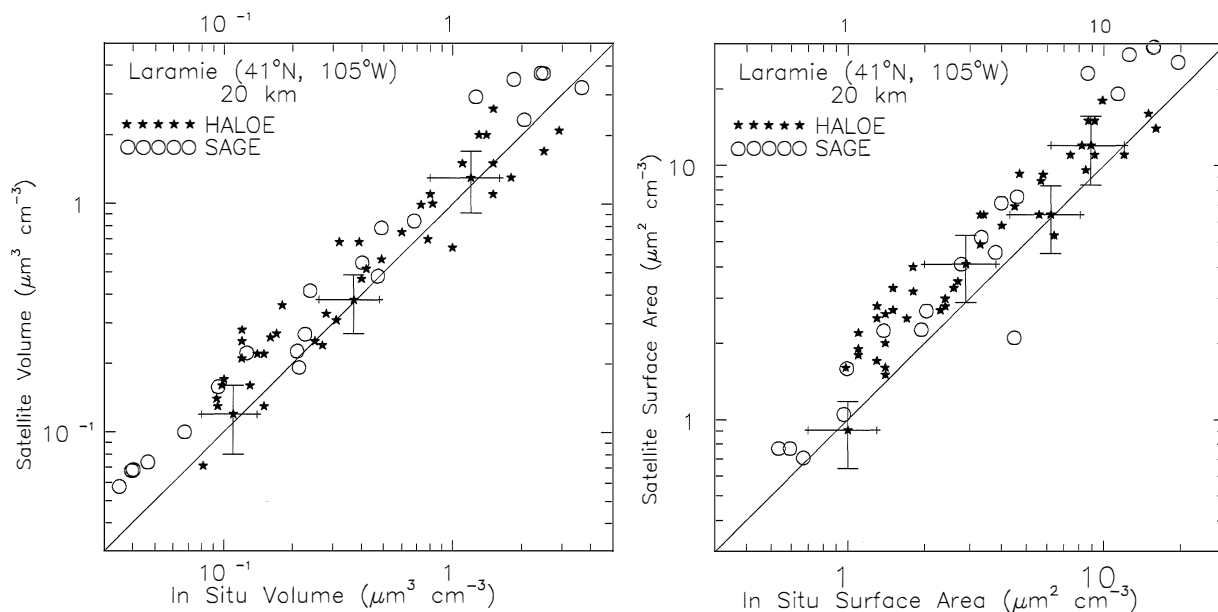 10⁻¹ 1
Laramie (41°N, 105°W)
20 km
★★★★★ HALOE
○○○○○ SAGE
Satellite Volume (μm³ cm⁻³)
1
10⁻¹
10⁻¹ 1
In Situ Volume (μm³ cm⁻³)
1 10
Laramie (41°N, 105°W)
20 km
★★★★★ HALOE
○○○○○ SAGE
Satellite Surface Area (μm² cm⁻³)
10
1
1 10
In Situ Surface Area (μm² cm⁻³)